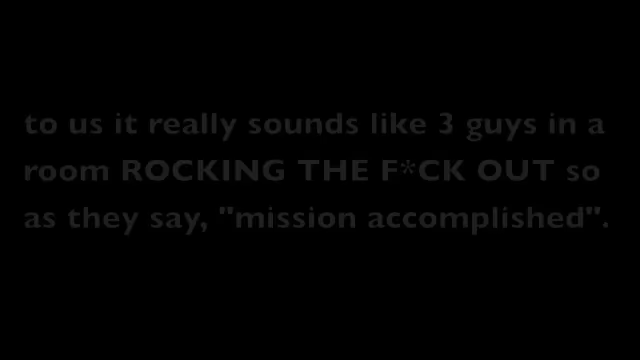 to us it really sounds like 3 guys in a
room ROCKING THE F*CK OUT so
as they say, "mission accomplished".